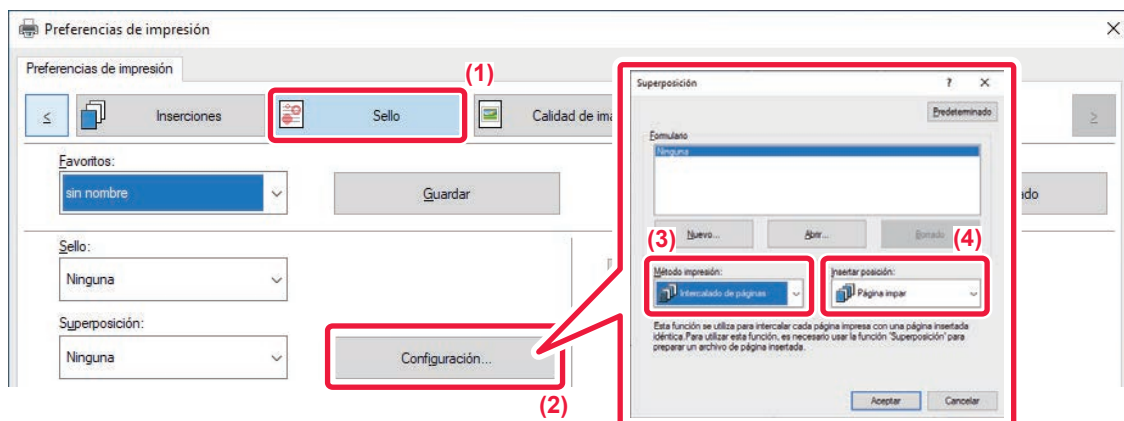 Preferencias de impresión
Preferencias de impresión
(1)
Inserciones
Sello
Calidad de ima
Favoritos:
sin nombre
Guardar
ado
Sello:
Ninguna
Superposición:
Ninguna
Configuración...
(2)
Superposición
?
Predeterminado
Formulario
Ninguna
Nuevo...
Abrir...
Borrado
(3)
(4)
Método impresión:
Insertar posición:
Intercalado de páginas
Página impar
Esta función se utiliza para intercalar cada página impresa con una página insertada
idéntica.Para utilizar esta función, es necesario usar la función 'Superposición' para
preparar un archivo de página insertada.
Aceptar
Cancelar